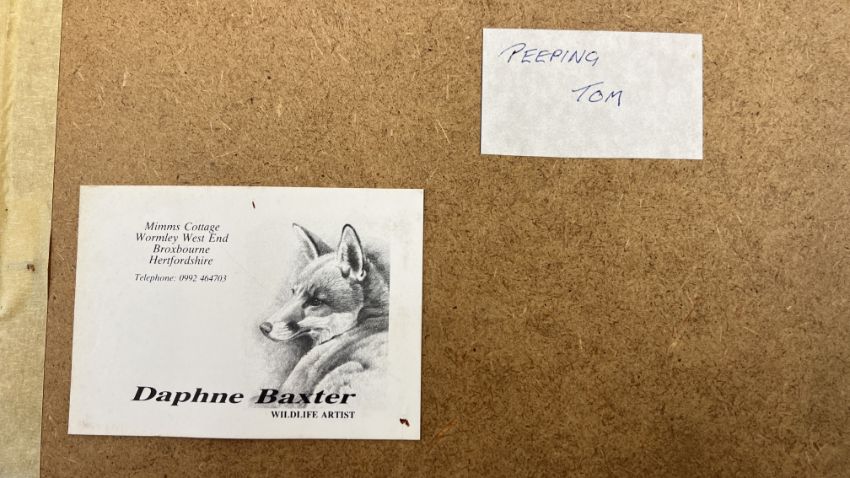 PEEPING
TOM
Mimms Cottage
Wormley West End
Broxbourne
Hertfordshire
Telephone: 0992 464703
Daphne Baxter
WILDLIFE ARTIST